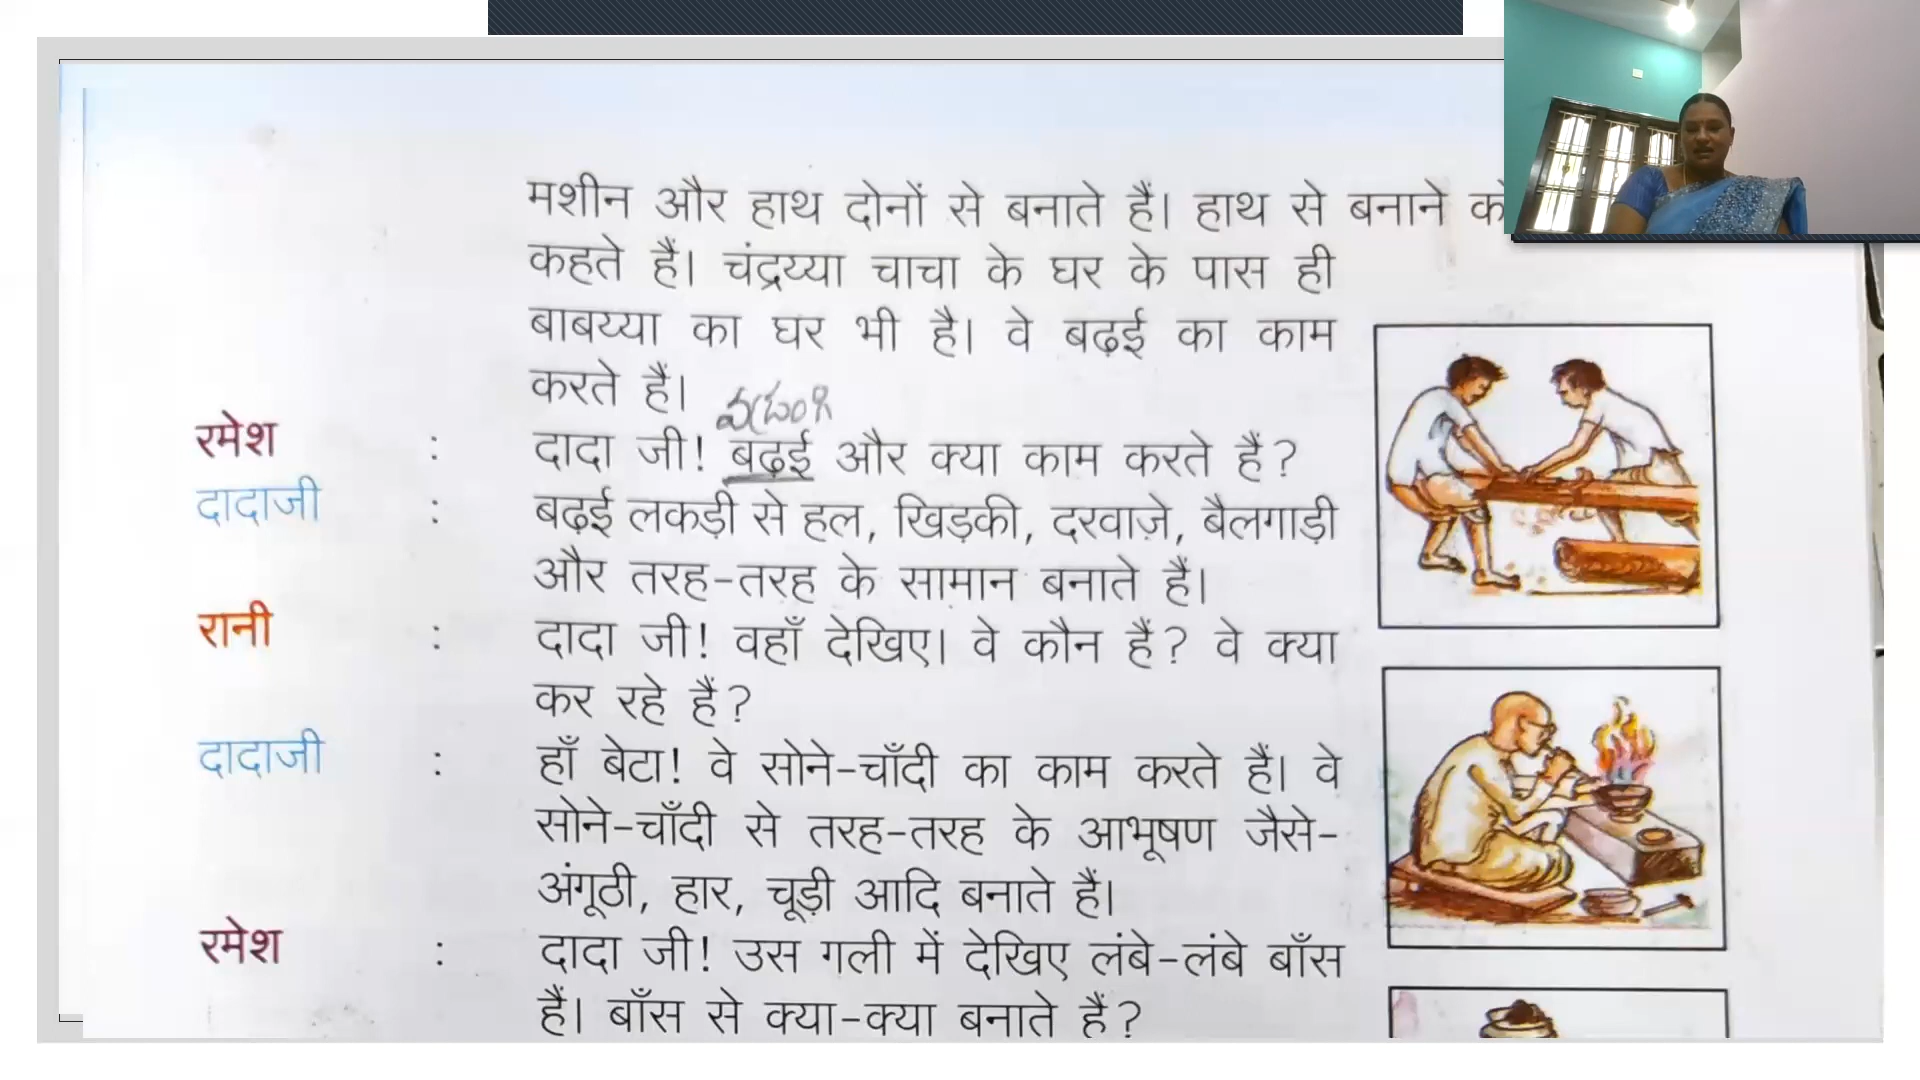 मशीन और हाथ दोनों से बनाते हैं। हाथ से बनाने
कहते हैं। चंद्रय्या चाचा के घर के पास ही
बाबय्या का घर भी है। वे बढ़ई का काम
करते हैं।
వడ్రంగి
रमेश : दादा जी! बढ़ई और क्या काम करते हैं?
दादाजी : बढ़ई लकड़ी से हल, खिड़की, दरवाज़े, बैलगाड़ी
और तरह-तरह के सामान बनाते हैं।
रानी : दादा जी! वहाँ देखिए। वे कौन हैं? वे क्या
कर रहे हैं?
दादाजी : हाँ बेटा! वे सोने-चाँदी का काम करते हैं। वे
सोने-चाँदी से तरह-तरह के आभूषण जैसे-
अंगूठी, हार, चूड़ी आदि बनाते हैं।
रमेश : दादा जी! उस गली में देखिए लंबे-लंबे बाँस
हैं। बाँस से क्या-क्या बनाते हैं?